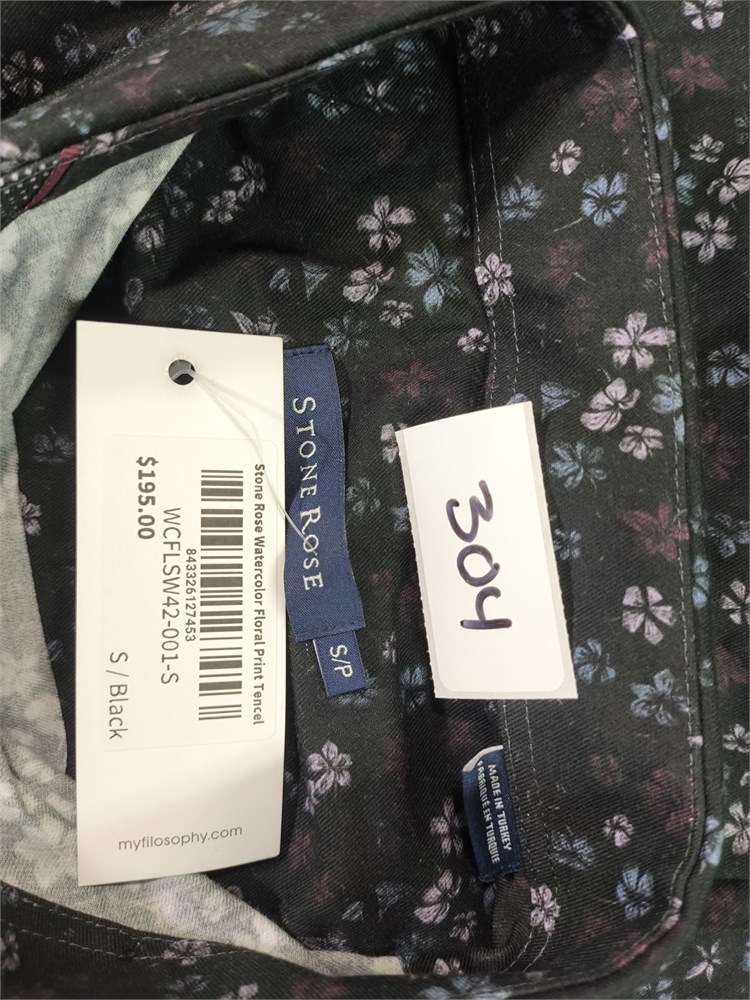 Stone Rose Watercolor Floral Print Tencel
843326127453
WCFLSW42-001-S
$195.00
S / Black
myfilosophy.com
STONE ROSE
S/P
304
MADE IN TURKEY
FABRIQUÉ EN TURQUIE